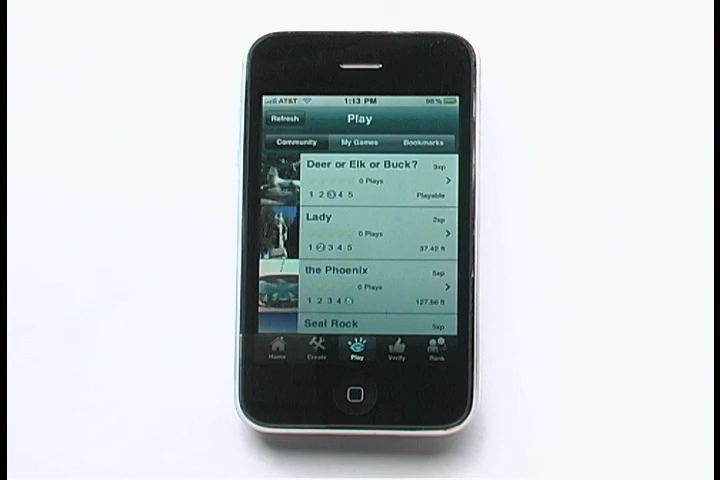 AT&T 1:13 PM 98%
Refresh Play
Community My Games Bookmarks
Deer or Elk or Buck? 3xp
0 Plays
1 2 3 4 5 Playable
Lady 2xp
0 Plays
1 2 3 4 5 37.42 ft
the Phoenix 5xp
0 Plays
1 2 3 4 5 127.56 ft
Seal Rock 5xp
Home Create Play Verify Rank